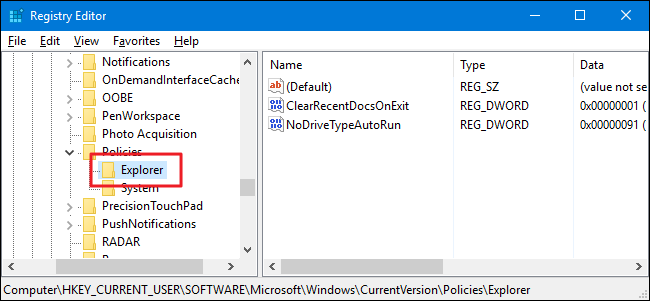 Registry Editor
File Edit View Favorites Help
Notifications
OnDemandInterfaceCache
OOBE
PenWorkspace
Photo Acquisition
Policies
Explorer
System
PrecisionTouchPad
PushNotifications
RADAR
Name Type Data
ab (Default) REG_SZ (value not se
ClearRecentDocsOnExit REG_DWORD 0x00000001 (
NoDriveTypeAutoRun REG_DWORD 0x00000091 (
Computer\HKEY_CURRENT_USER\SOFTWARE\Microsoft\Windows\CurrentVersion\Policies\Explorer